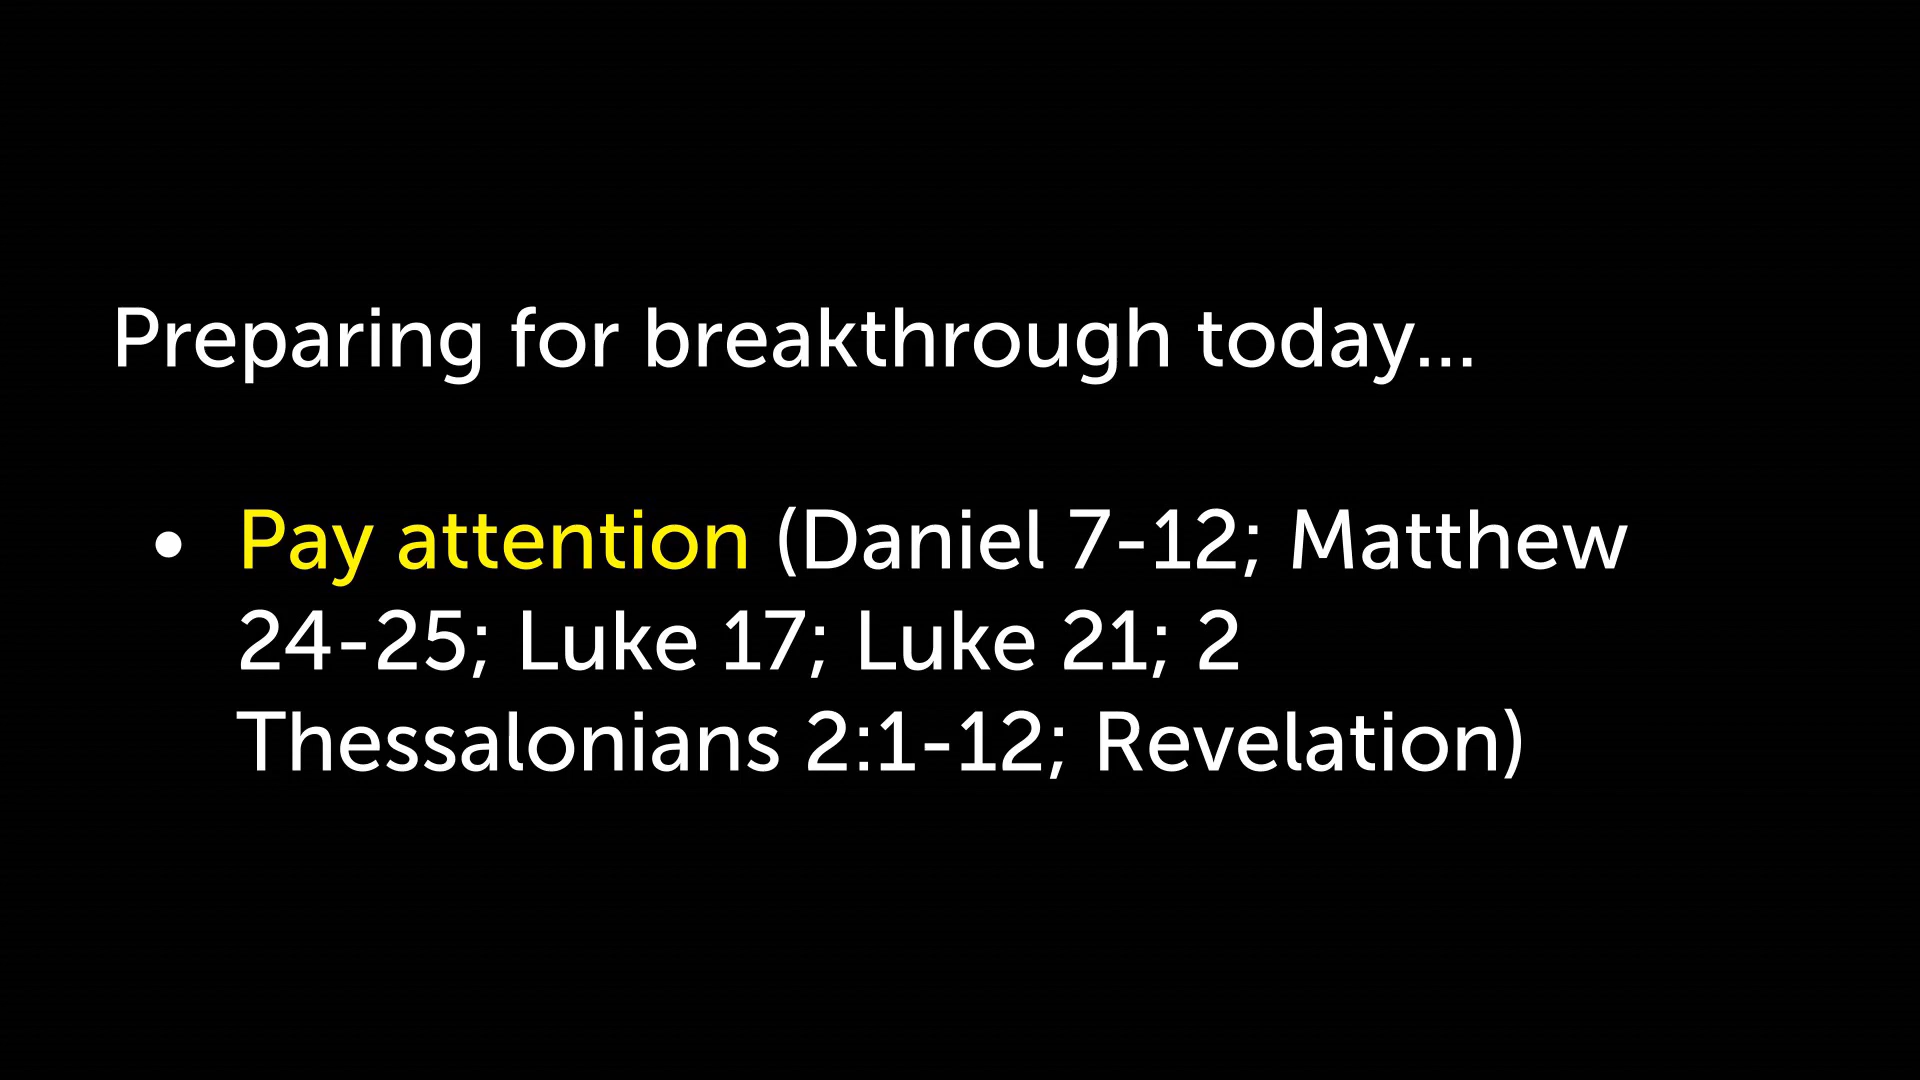 Preparing for breakthrough today...
• Pay attention (Daniel 7-12; Matthew
24-25; Luke 17; Luke 21; 2
Thessalonians 2:1-12; Revelation)